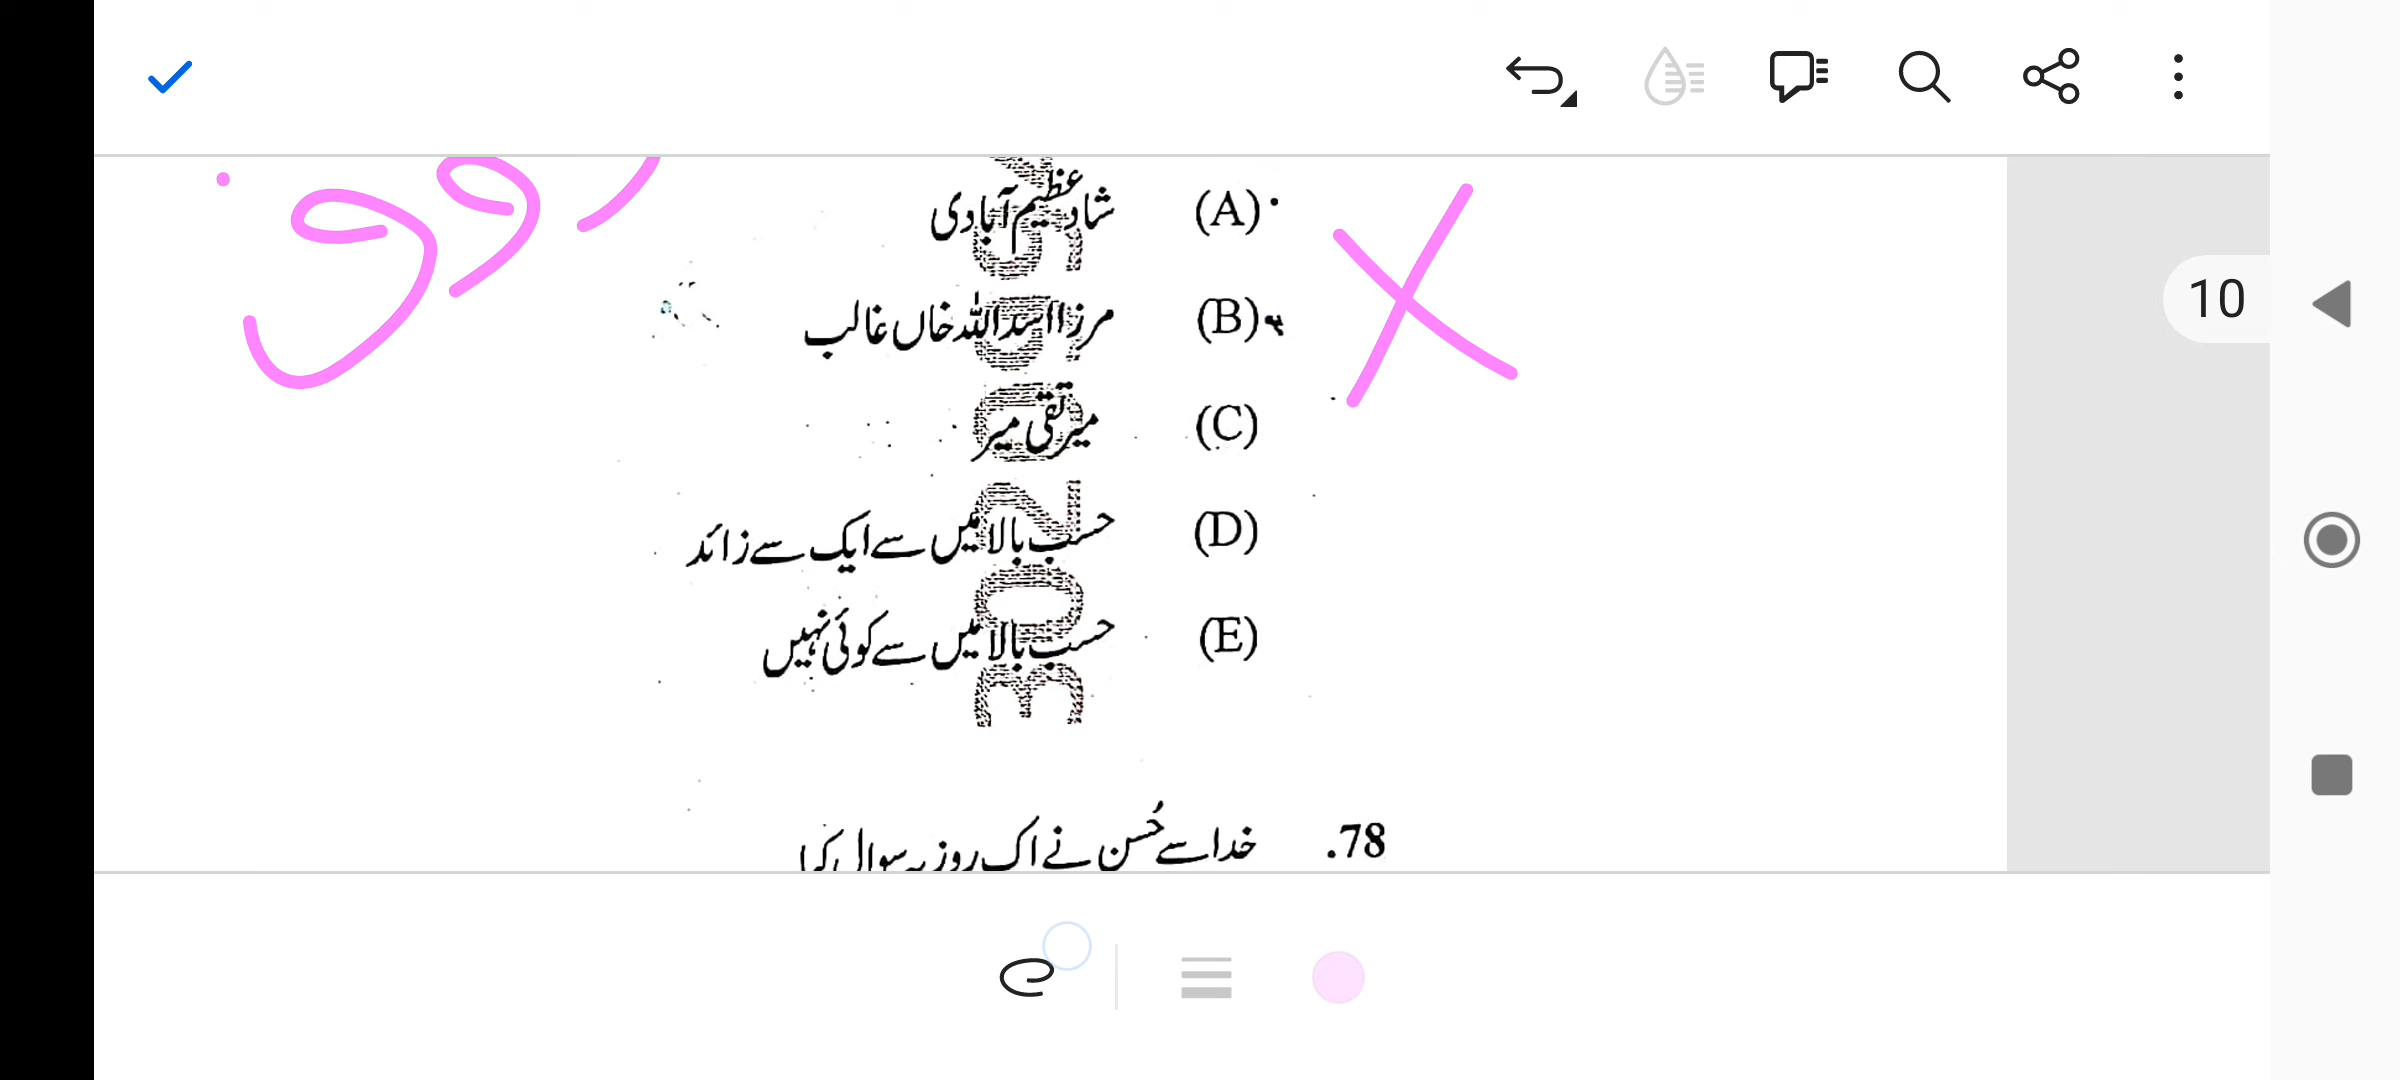 (A) شاد عظیم آبادی
(B) مرزا اسد اللہ خاں غالب
10
(C) میر تقی میر
(D) حسب بالا میں سے ایک سے زائد
(E) حسب بالا میں سے کوئی نہیں
78. خدا سے حُسن نے اک روز یہ سوال کیا